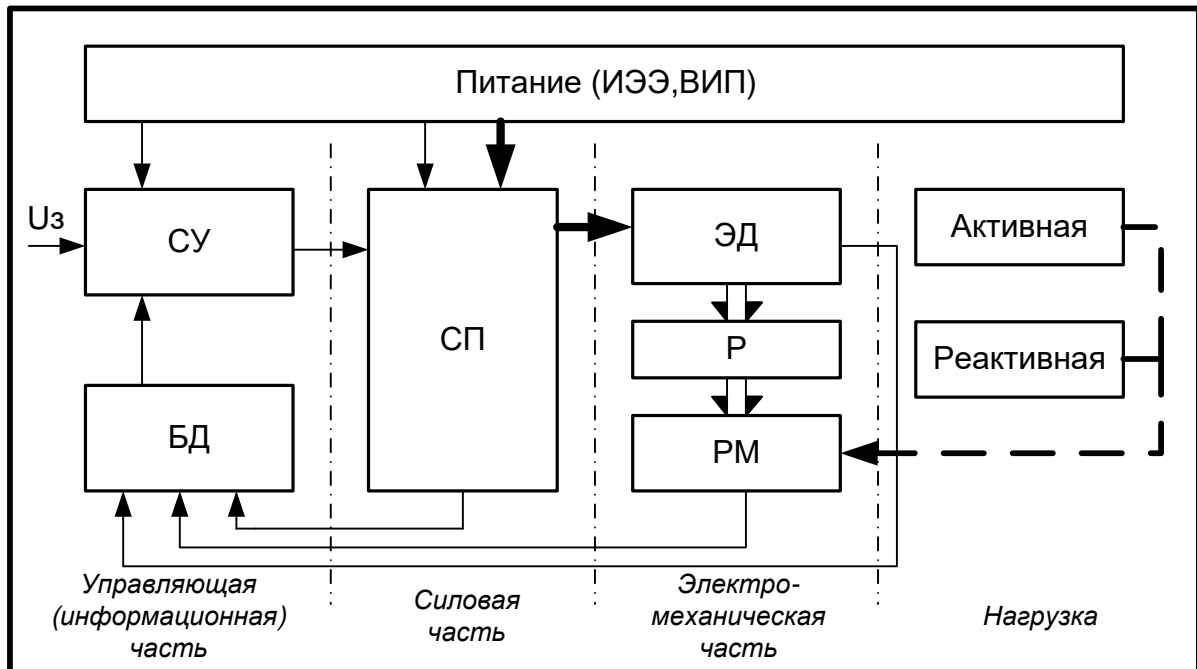 Питание (ИЭЭ,ВИП)
Uз
СУ
СП
ЭД
Активная
Р
Реактивная
БД
РМ
Управляющая
(информационная)
часть
Силовая
часть
Электро-
механическая
часть
Нагрузка